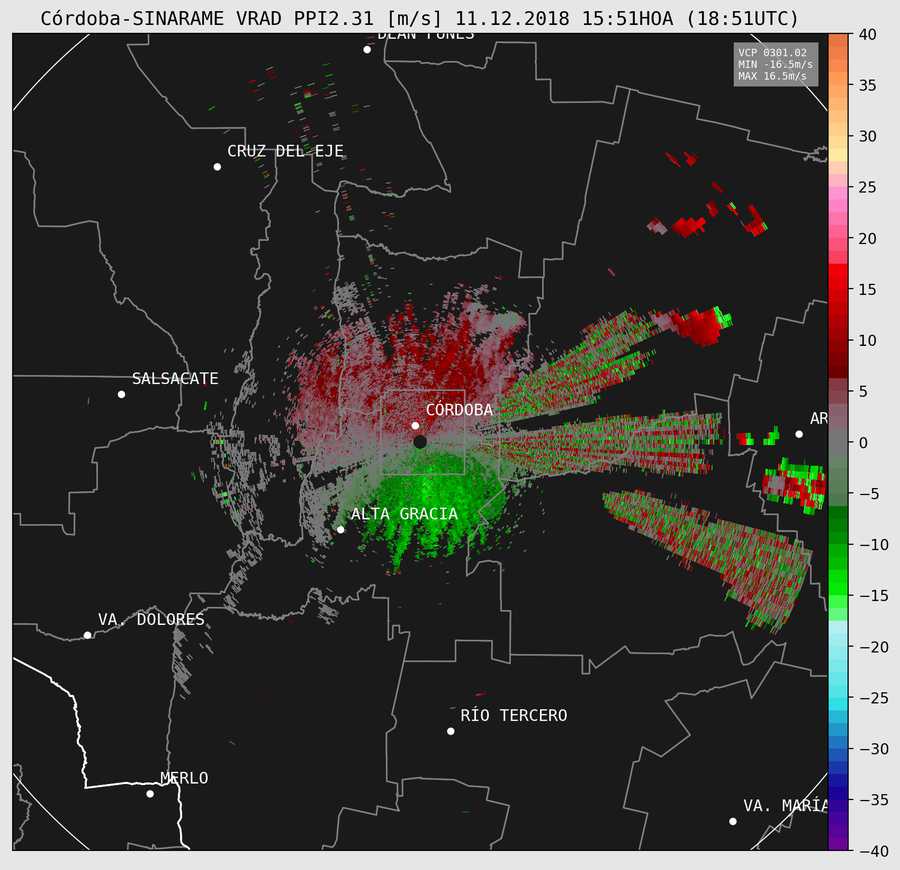 Córdoba-SINARAME VRAD PPI2.31 [m/s] 11.12.2018 15:51HOA (18:51UTC)
DEAN FUNES
VCP 0301.02
MIN -16.5m/s
MAX 16.5m/s
CRUZ DEL EJE
SALSACATE
CÓRDOBA
AR
ALTA GRACIA
VA. DOLORES
RÍO TERCERO
MERLO
VA. MARÍA
40
35
30
25
20
15
10
5
0
−5
−10
−15
−20
−25
−30
−35
−40